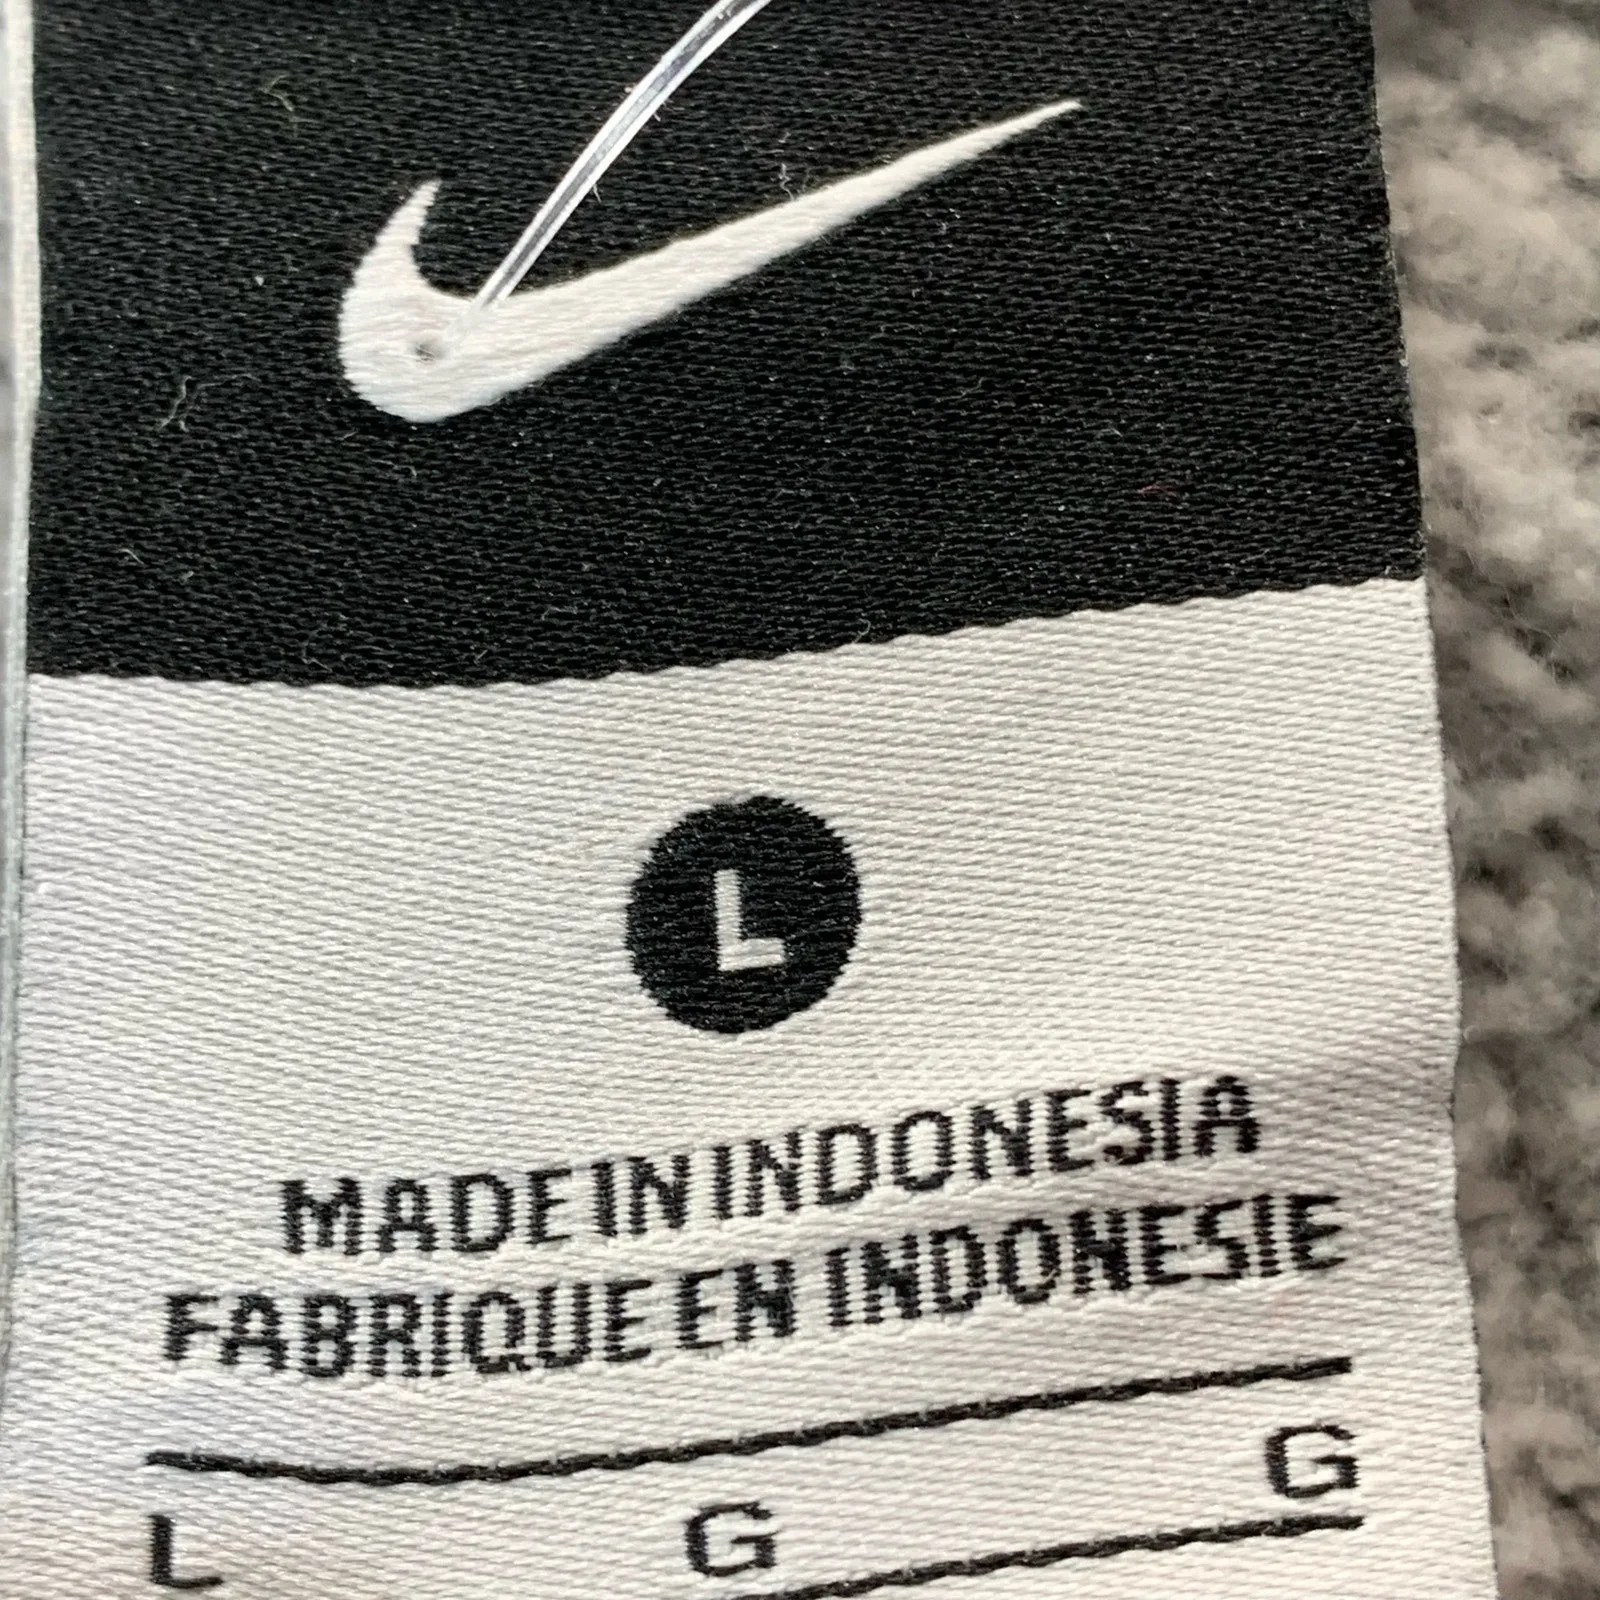 L
MADE IN INDONESIA
FABRIQUE EN INDONESIE
L G G